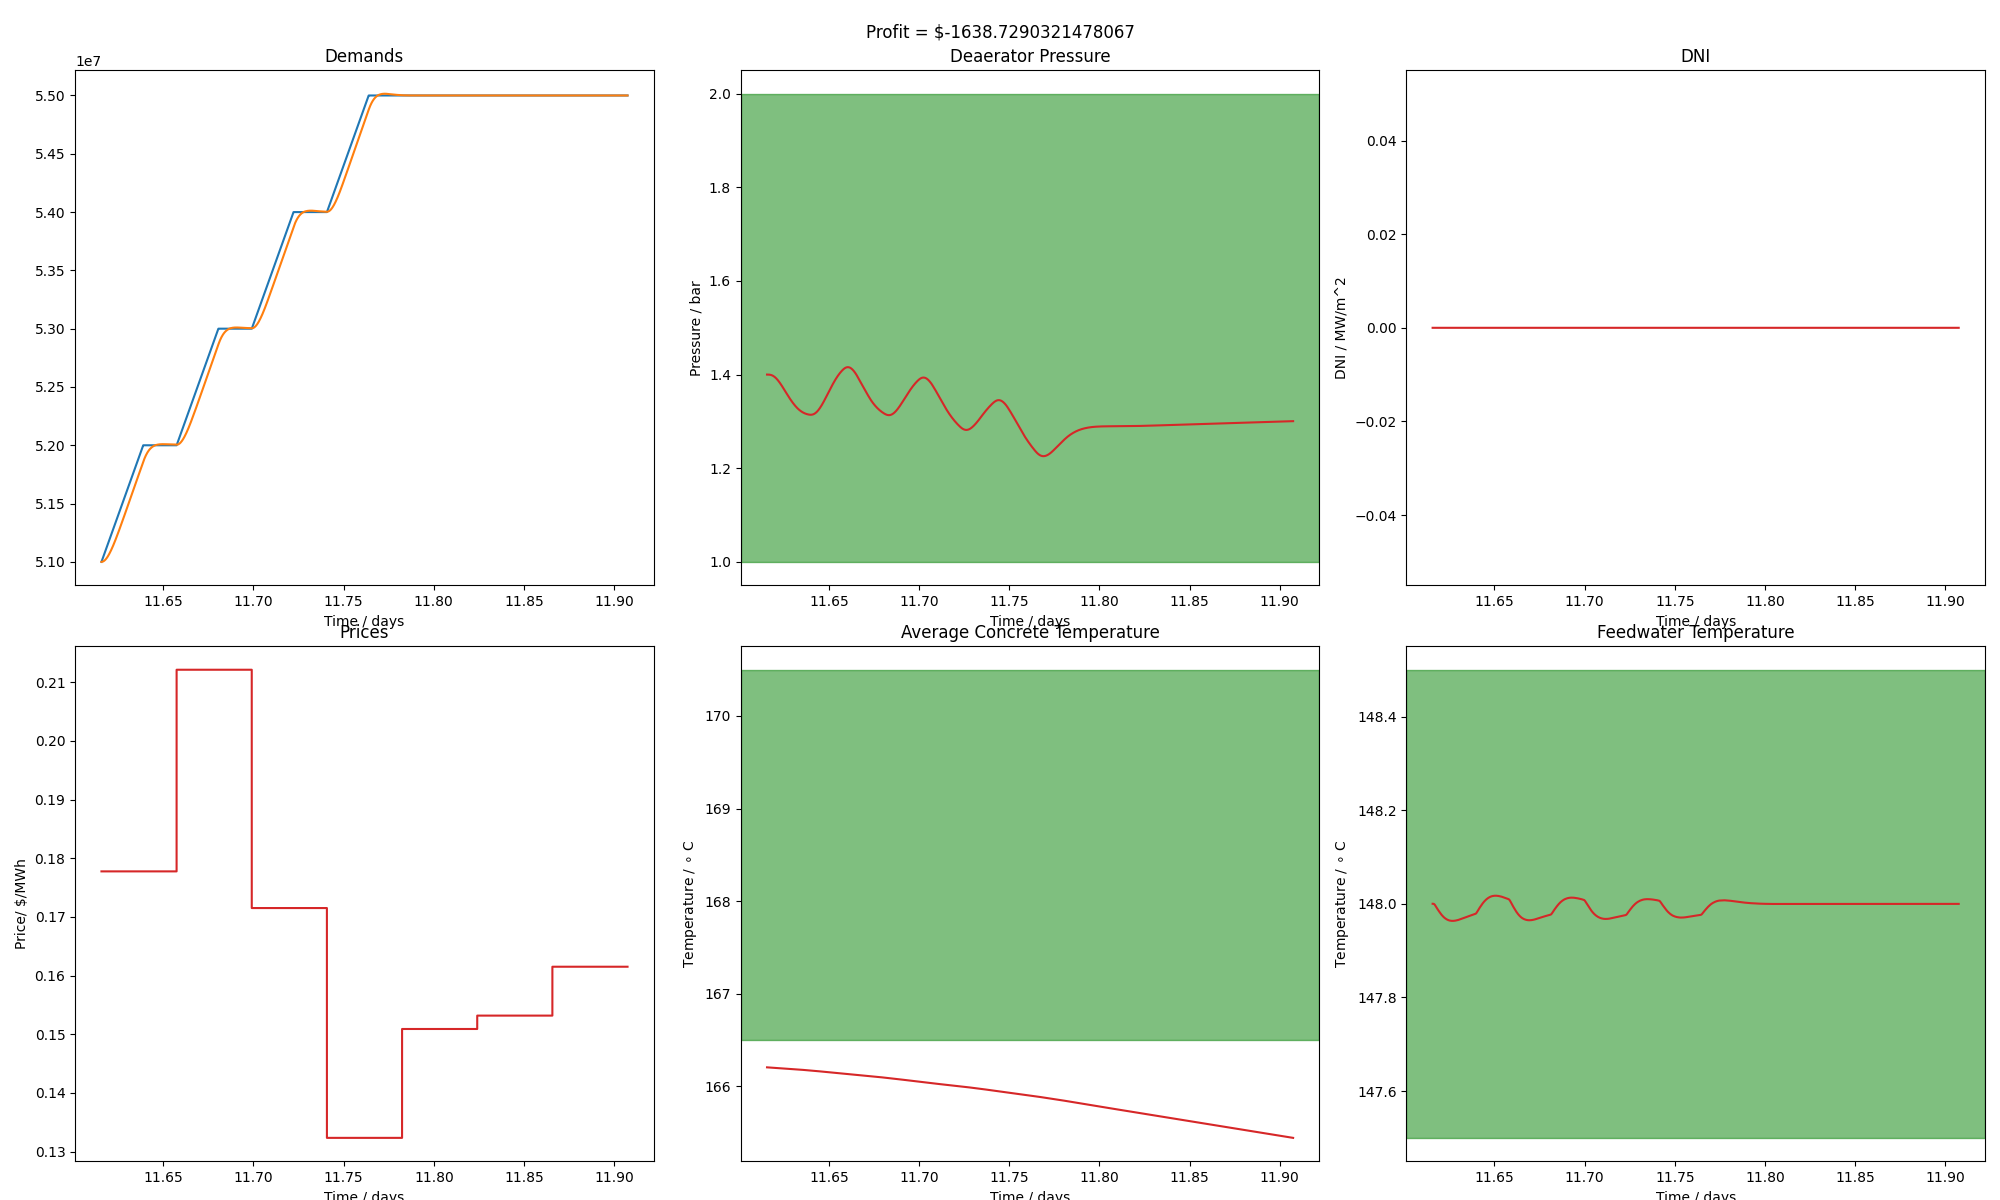 Profit = $-1638.7290321478067
Demands
1e7
5.50
5.45
5.40
5.35
5.30
5.25
5.20
5.15
5.10
11.65 11.70 11.75 11.80 11.85 11.90
Time / days
Deaerator Pressure
Pressure / bar
2.0
1.8
1.6
1.4
1.2
1.0
11.65 11.70 11.75 11.80 11.85 11.90
Time / days
DNI
DNI / MW/m^2
0.04
0.02
0.00
−0.02
−0.04
11.65 11.70 11.75 11.80 11.85 11.90
Time / days
Prices
Price/ $/MWh
0.21
0.20
0.19
0.18
0.17
0.16
0.15
0.14
0.13
11.65 11.70 11.75 11.80 11.85 11.90
Time / days
Average Concrete Temperature
Temperature / ∘ C
170
169
168
167
166
11.65 11.70 11.75 11.80 11.85 11.90
Time / days
Feedwater Temperature
Temperature / ∘ C
148.4
148.2
148.0
147.8
147.6
11.65 11.70 11.75 11.80 11.85 11.90
Time / days